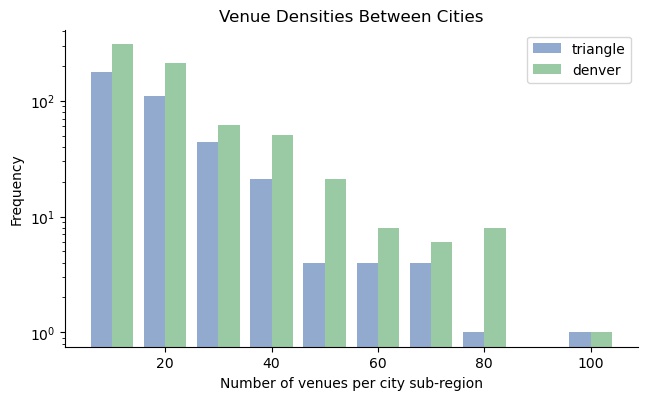 Venue Densities Between Cities
triangle
denver
Frequency
10²
10¹
10⁰
20 40 60 80 100
Number of venues per city sub-region